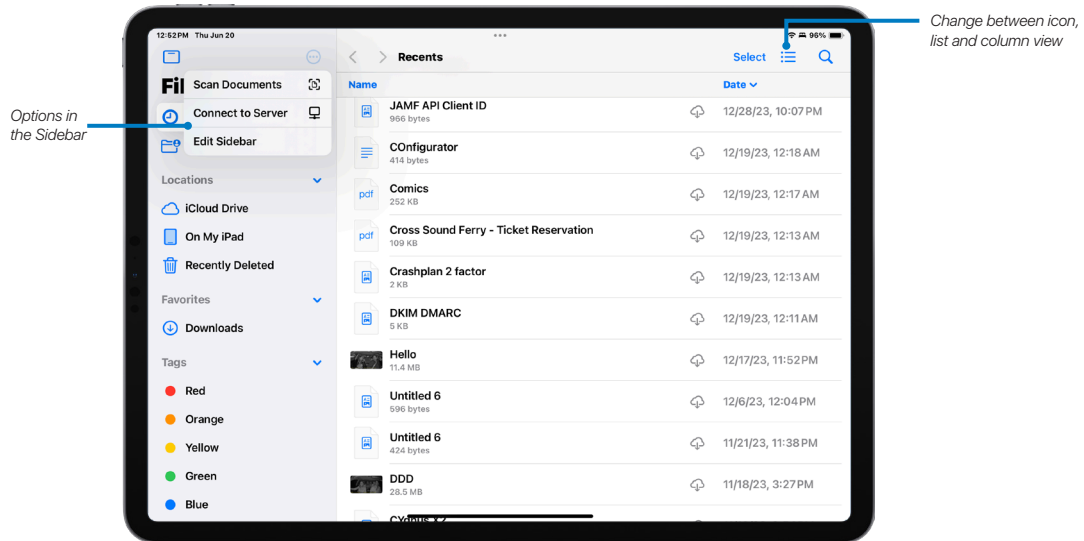 Change between icon,
list and column view
Options in
the Sidebar
12:52 PM Thu Jun 20
96%
Fil
Scan Documents
Connect to Server
Edit Sidebar
Locations
iCloud Drive
On My iPad
Recently Deleted
Favorites
Downloads
Tags
Red
Orange
Yellow
Green
Blue
Recents
Select
Name Date
JAMF API Client ID
966 bytes
12/28/23, 10:07 PM
COnfigurator
414 bytes
12/19/23, 12:18 AM
pdf
Comics
252 KB
12/19/23, 12:17 AM
pdf
Cross Sound Ferry - Ticket Reservation
109 KB
12/19/23, 12:13 AM
Crashplan 2 factor
2 KB
12/19/23, 12:13 AM
DKIM DMARC
5 KB
12/19/23, 12:11 AM
Hello
11.4 MB
12/17/23, 11:52 PM
Untitled 6
596 bytes
12/6/23, 12:04 PM
Untitled 6
424 bytes
11/21/23, 11:38 PM
DDD
28.5 MB
11/18/23, 3:27 PM